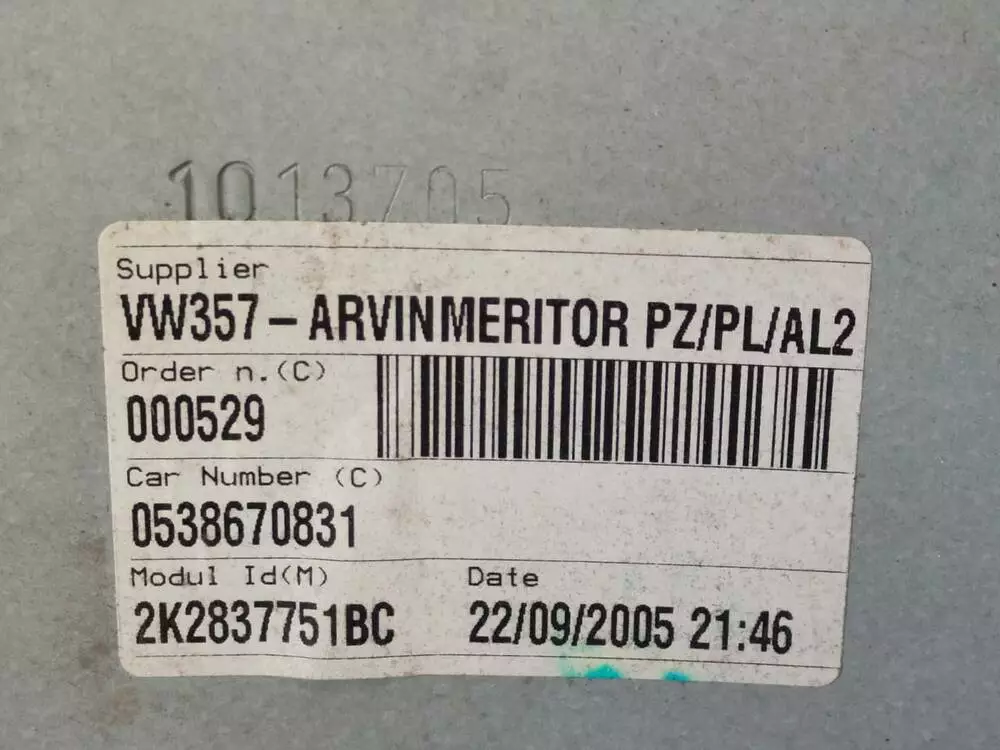 1013705
Supplier
VW357-ARVINMERITOR PZ/PL/AL2
Order n.(C)
000529
Car Number (C)
0538670831
Modul Id(M)
2K2837751BC
Date
22/09/2005 21:46